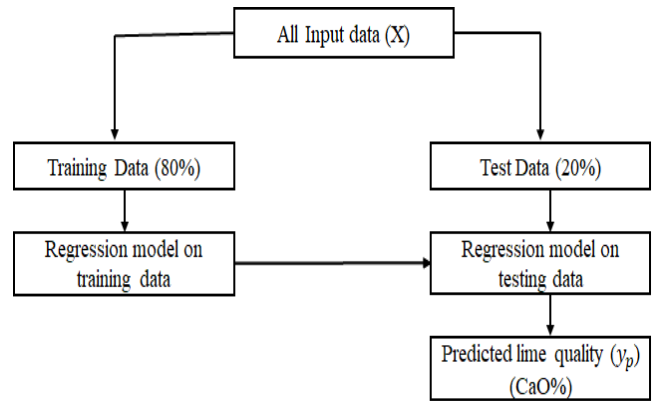 All Input data (X)
Training Data (80%)
Test Data (20%)
Regression model on
training data
Regression model on
testing data
Predicted lime quality (yₚ)
(CaO%)